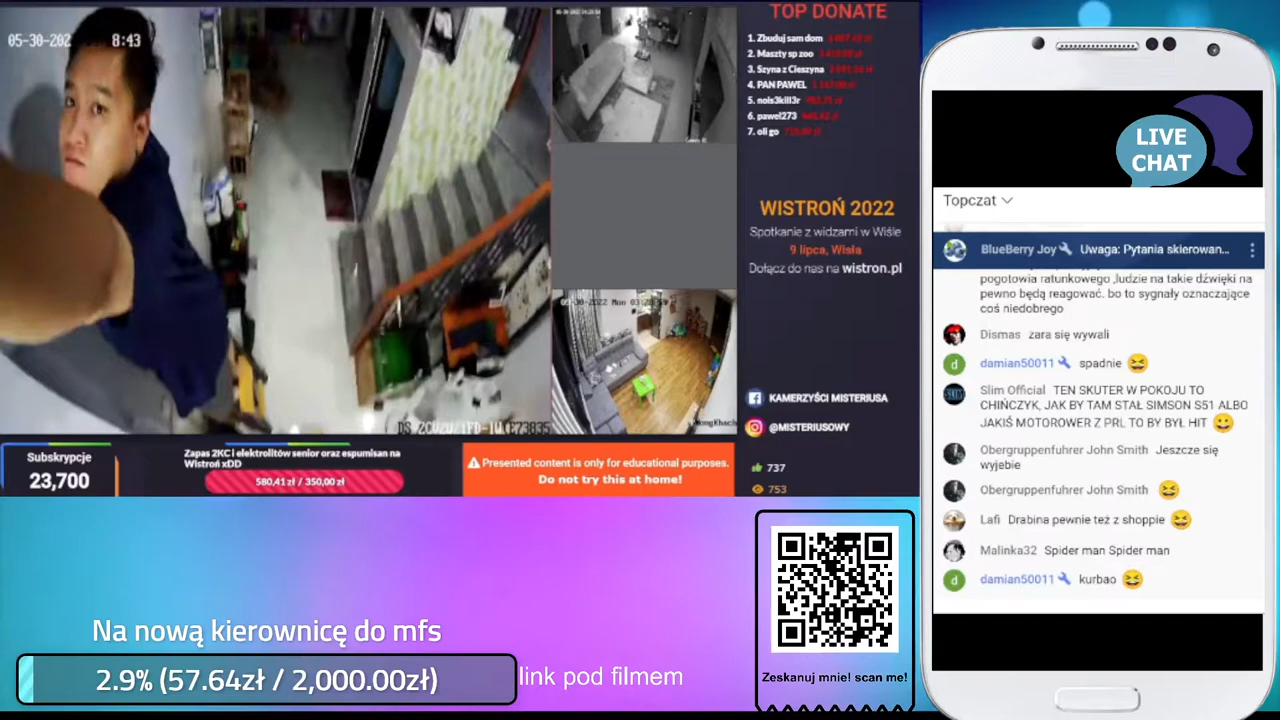 05-30-202 8:43
TOP DONATE
1. Zbuduj sam dom
2. Maszty sp zoo
3. Szyna z Cieszyna
4. PAN PAWEL
5. nols3kill3r
6. pawel273
7. oli go
WISTROŃ 2022
Spotkanie z widzami w Wiśle
9 lipca, Wisła
Dołącz do nas na wistron.pl
05-30-2022 Mon
KAMERZYŚCI MISTERIUSA
@MISTERIUSOWY
Subskrypcje
23,700
Zapas 2KC i elektrolitów senior oraz espumisan na
Wistroń xDD
580,41 zł / 350,00 zł
Presented content is only for educational purposes.
Do not try this at home!
737
753
Na nową kierownicę do mfs
2.9% (57.64zł / 2,000.00zł)
link pod filmem
Zeskanuj mnie! scan me!
LIVE
CHAT
Topczat
BlueBerry Joy Uwaga: Pytania skierowan...
pogotowia ratunkowego ,ludzie na takie dźwięki na
pewno będą reagować. bo to sygnały oznaczające
coś niedobrego
Dismas zara się wywali
damian50011 spadnie 😆
Slim Official TEN SKUTER W POKOJU TO
CHIŃCZYK, JAK BY TAM STAŁ SIMSON S51 ALBO
JAKIŚ MOTOROWER Z PRL TO BY BYŁ HIT 😀
Obergruppenfuhrer John Smith Jeszcze się
wyjebie
Obergruppenfuhrer John Smith 😆
Lafi Drabina pewnie też z shoppie 😆
Malinka32 Spider man Spider man
damian50011 kurbao 😆